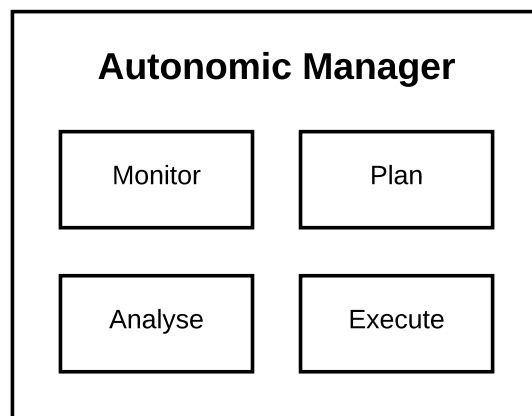 Autonomic Manager
Monitor
Plan
Analyse
Execute